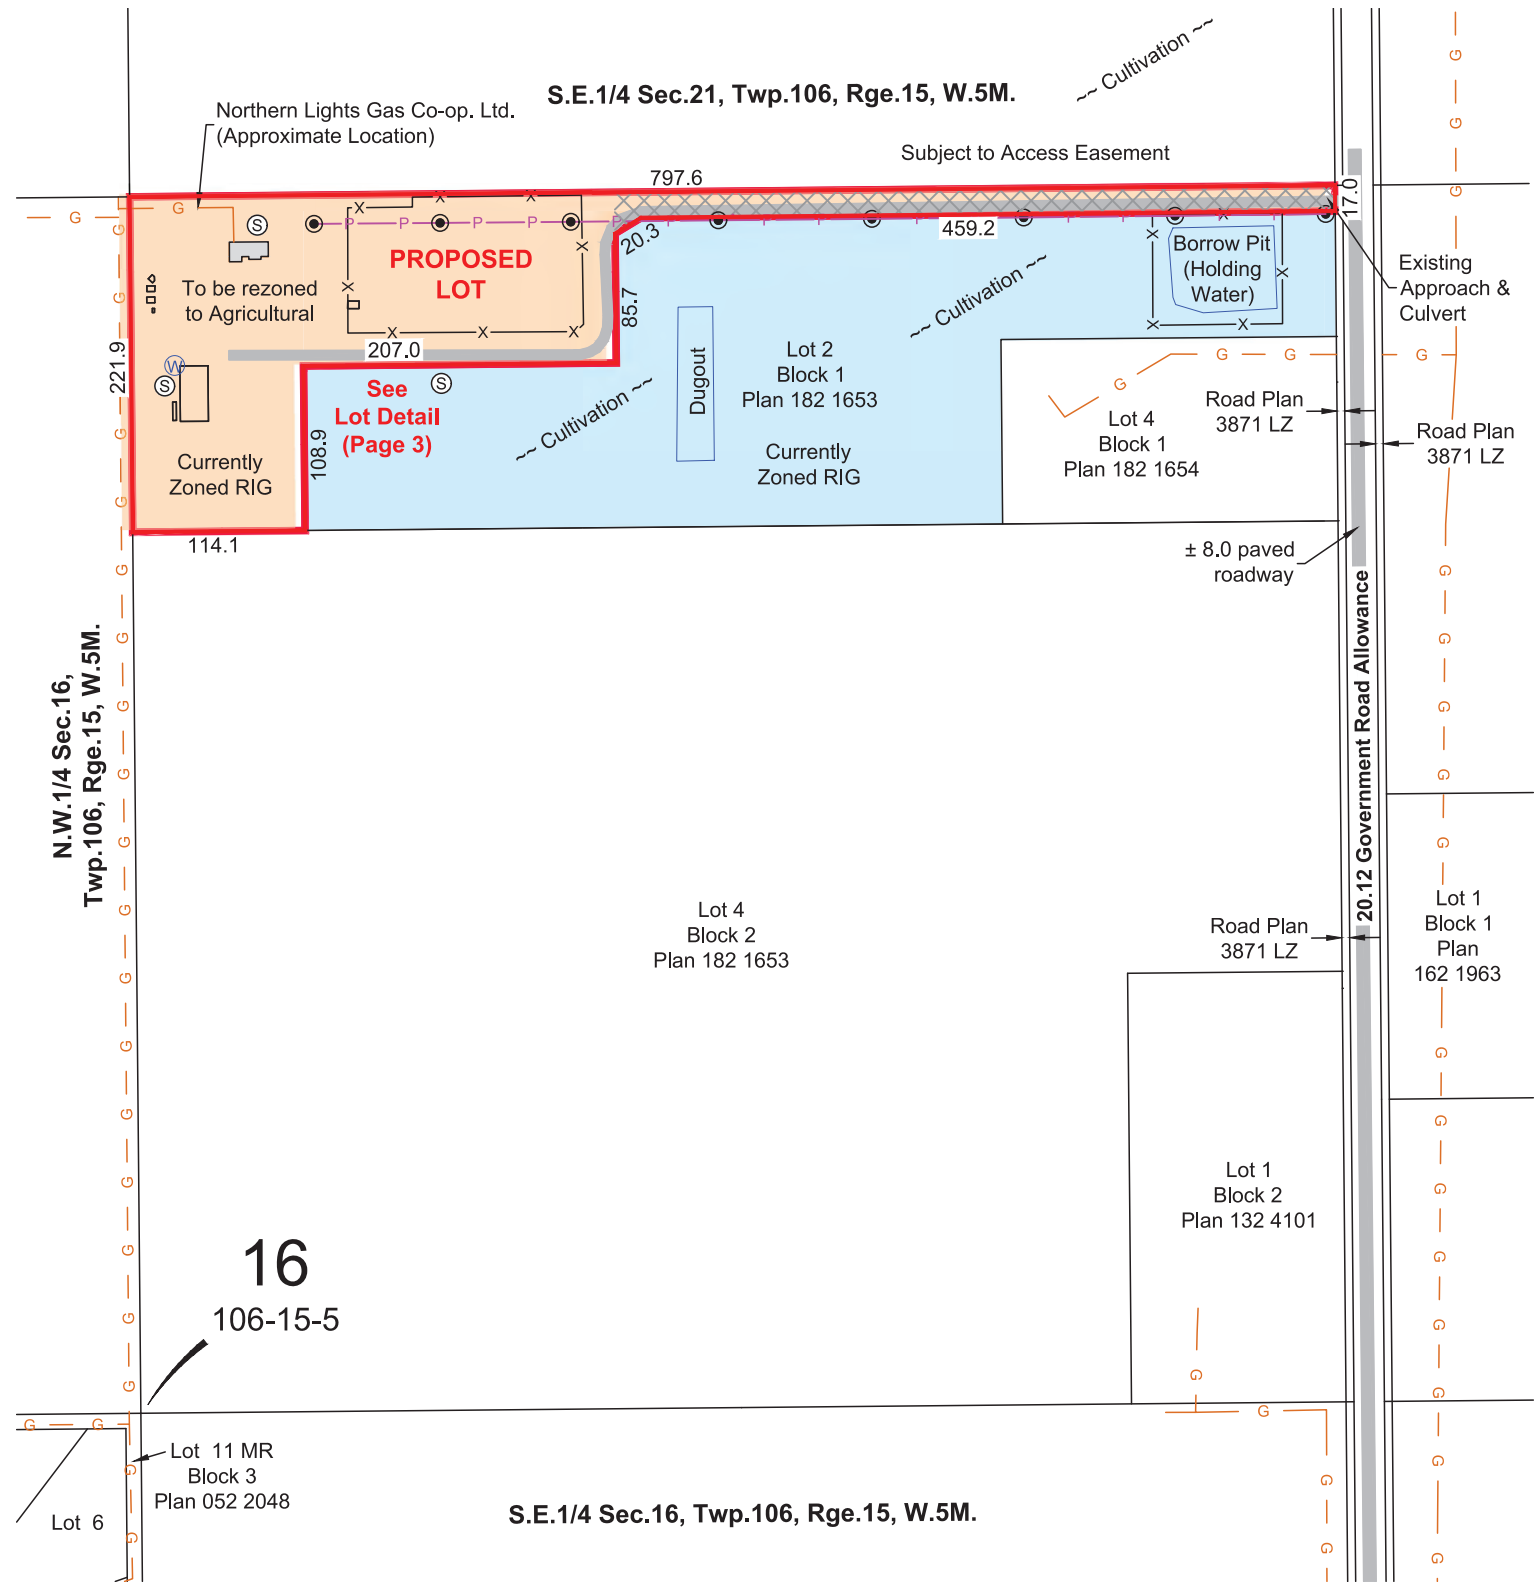 ~~ Cultivation ~~
S.E.1/4 Sec.21, Twp.106, Rge.15, W.5M.
Northern Lights Gas Co-op. Ltd.
(Approximate Location)
Subject to Access Easement
797.6
17.0
20.3
459.2
PROPOSED
LOT
To be rezoned
to Agricultural
Borrow Pit
(Holding
Water)
Existing
Approach &
Culvert
~~ Cultivation ~~
85.7
207.0
221.9
See
Lot Detail
(Page 3)
108.9
~~ Cultivation ~~
Dugout
Lot 2
Block 1
Plan 182 1653
Currently
Zoned RIG
Currently
Zoned RIG
Lot 4
Block 1
Plan 182 1654
Road Plan
3871 LZ
Road Plan
3871 LZ
114.1
± 8.0 paved
roadway
20.12 Government Road Allowance
N.W.1/4 Sec.16,
Twp.106, Rge.15, W.5M.
Lot 4
Block 2
Plan 182 1653
Road Plan
3871 LZ
Lot 1
Block 1
Plan
162 1963
Lot 1
Block 2
Plan 132 4101
16
106-15-5
Lot 11 MR
Block 3
Plan 052 2048
Lot 6
S.E.1/4 Sec.16, Twp.106, Rge.15, W.5M.